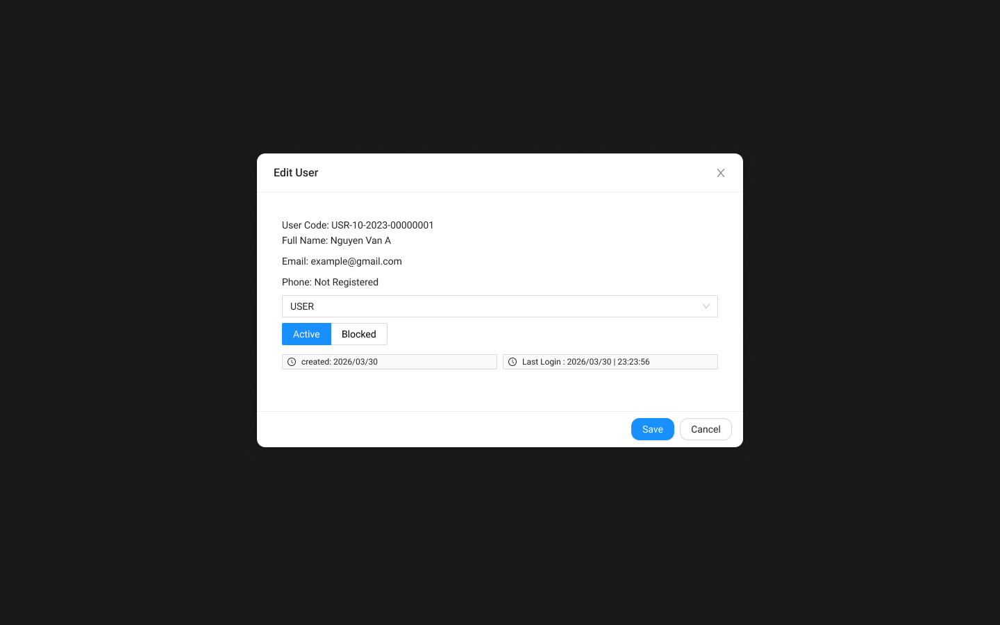 Edit User
User Code: USR-10-2023-00000001
Full Name: Nguyen Van A
Email: example@gmail.com
Phone: Not Registered
USER
Active Blocked
created: 2026/03/30 Last Login : 2026/03/30 | 23:23:56
Save Cancel